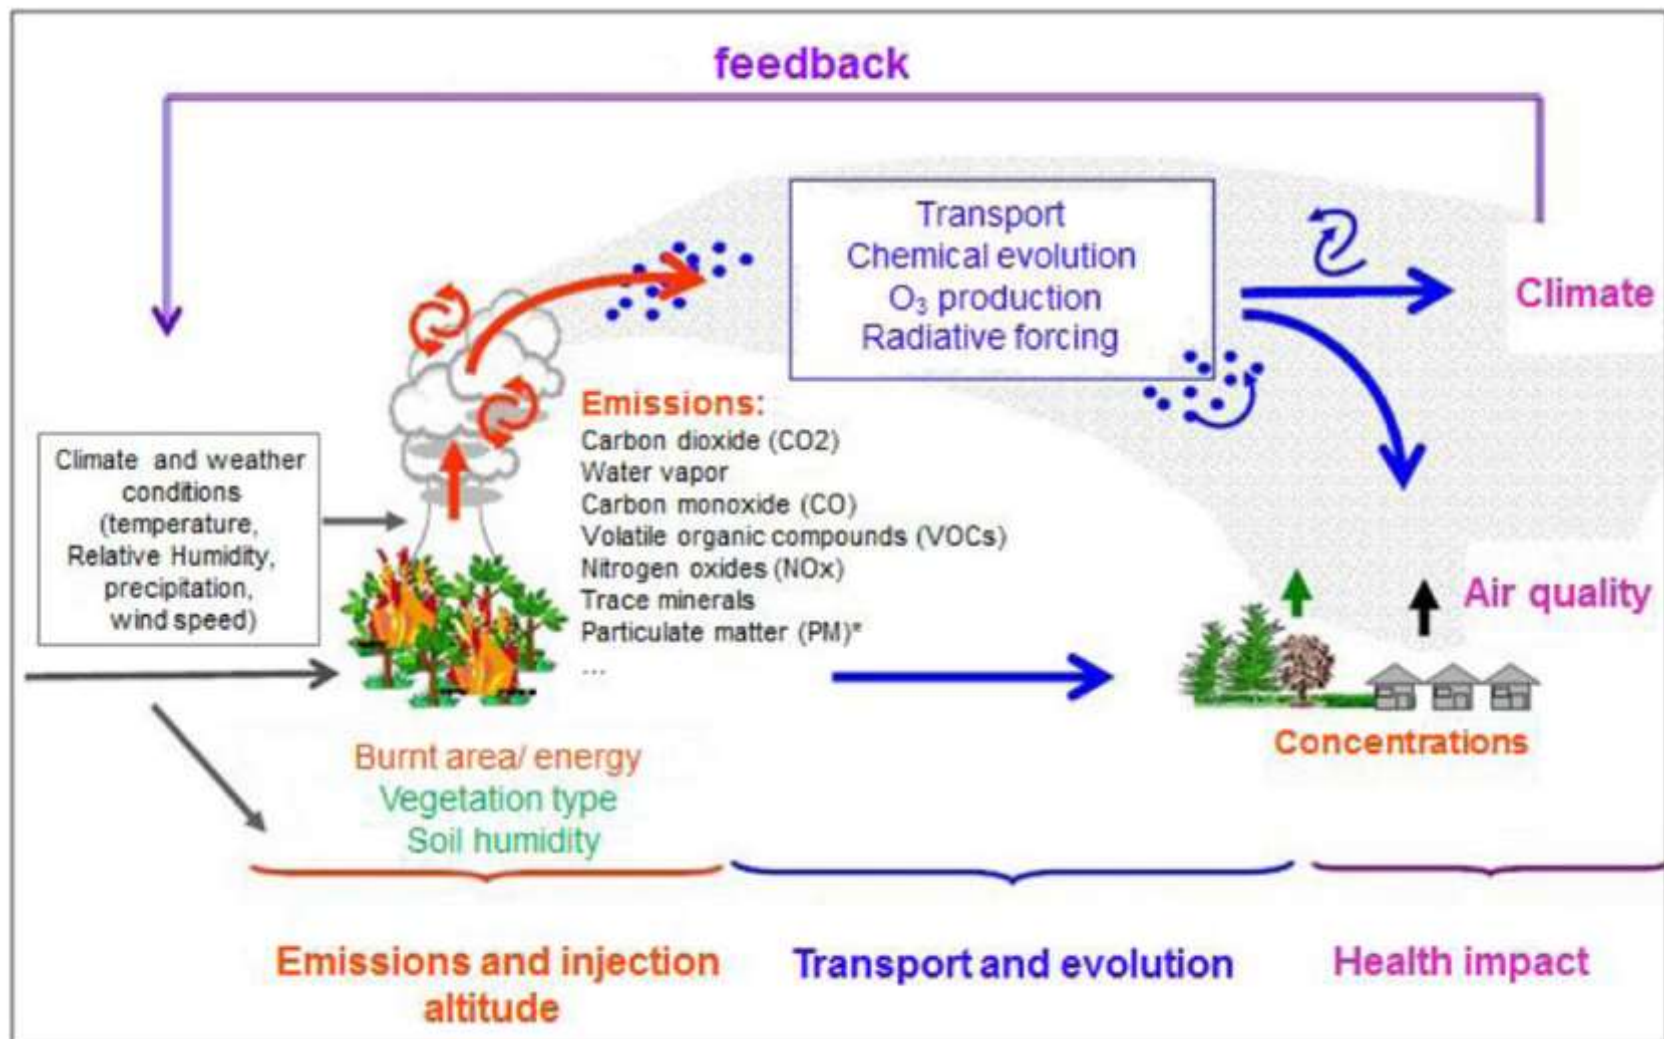 feedback
Transport
Chemical evolution
O₃ production
Radiative forcing
Climate
Emissions:
Carbon dioxide (CO2)
Water vapor
Carbon monoxide (CO)
Volatile organic compounds (VOCs)
Nitrogen oxides (NOx)
Trace minerals
Particulate matter (PM)*
...
Climate and weather
conditions
(temperature,
Relative Humidity,
precipitation,
wind speed)
Air quality
Concentrations
Burnt area/ energy
Vegetation type
Soil humidity
Emissions and injection
altitude
Transport and evolution
Health impact